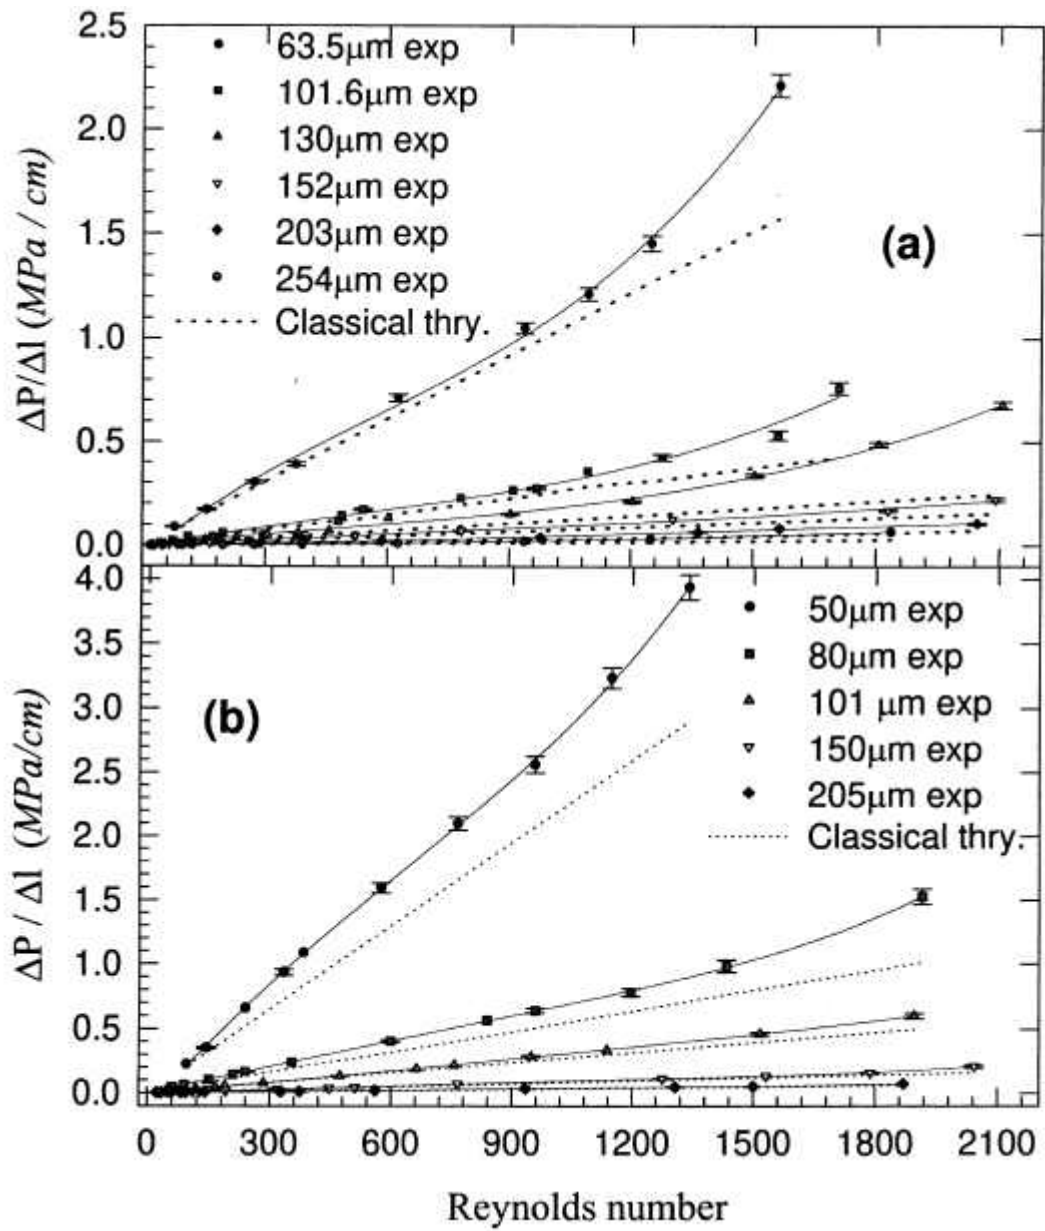 2.5
2.0
1.5
1.0
0.5
0.0
ΔP/Δl (MPa / cm)
63.5μm exp
101.6μm exp
130μm exp
152μm exp
203μm exp
254μm exp
Classical thry.
(a)
4.0
3.5
3.0
2.5
2.0
1.5
1.0
0.5
0.0
ΔP / Δl (MPa/cm)
(b)
50μm exp
80μm exp
101 μm exp
150μm exp
205μm exp
Classical thry.
0 300 600 900 1200 1500 1800 2100
Reynolds number